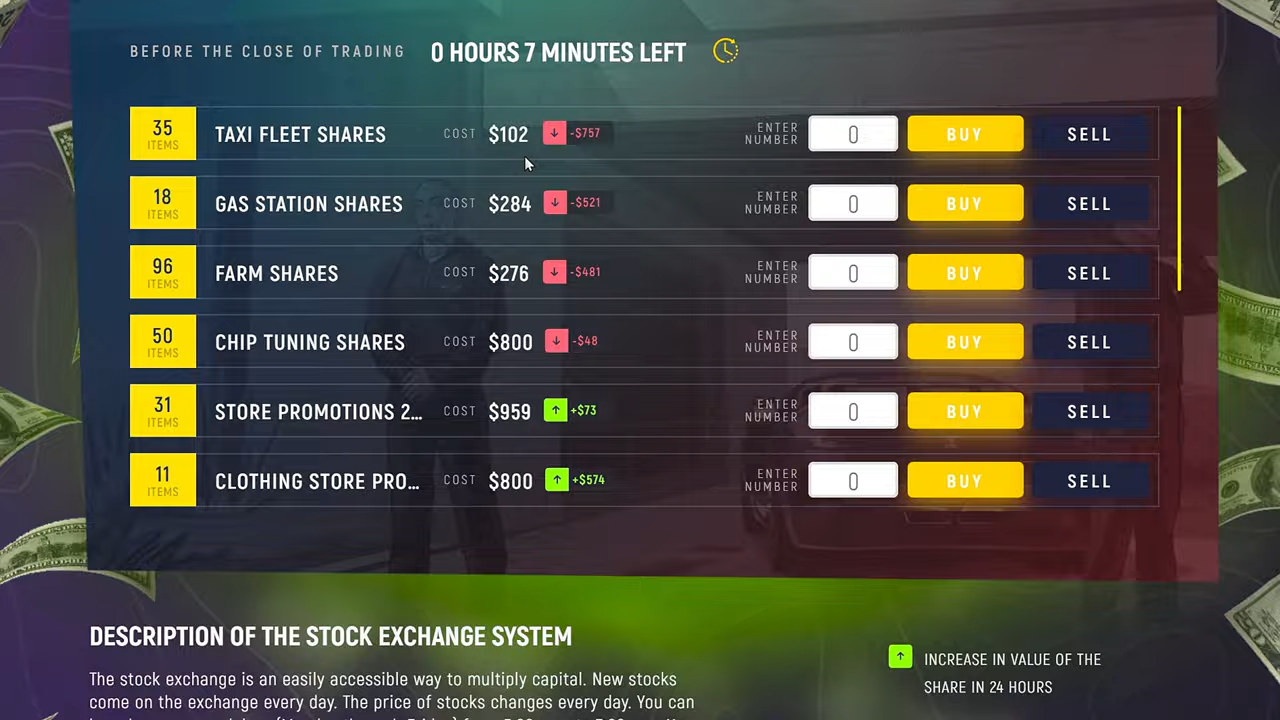 BEFORE THE CLOSE OF TRADING 0 HOURS 7 MINUTES LEFT
35 ITEMS TAXI FLEET SHARES COST $102 -$757 ENTER NUMBER 0 BUY SELL
18 ITEMS GAS STATION SHARES COST $284 -$521 ENTER NUMBER 0 BUY SELL
96 ITEMS FARM SHARES COST $276 -$481 ENTER NUMBER 0 BUY SELL
50 ITEMS CHIP TUNING SHARES COST $800 -$48 ENTER NUMBER 0 BUY SELL
31 ITEMS STORE PROMOTIONS 2... COST $959 +$73 ENTER NUMBER 0 BUY SELL
11 ITEMS CLOTHING STORE PRO... COST $800 +$574 ENTER NUMBER 0 BUY SELL
DESCRIPTION OF THE STOCK EXCHANGE SYSTEM
The stock exchange is an easily accessible way to multiply capital. New stocks
come on the exchange every day. The price of stocks changes every day. You can
INCREASE IN VALUE OF THE
SHARE IN 24 HOURS